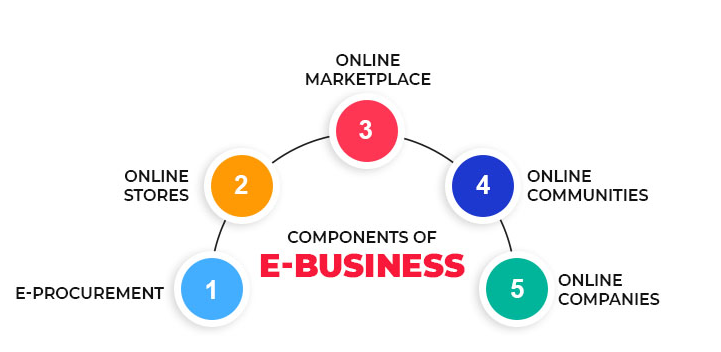 ONLINE
MARKETPLACE
3
ONLINE
STORES
2
4
ONLINE
COMMUNITIES
COMPONENTS OF
E-BUSINESS
E-PROCUREMENT
1
5
ONLINE
COMPANIES